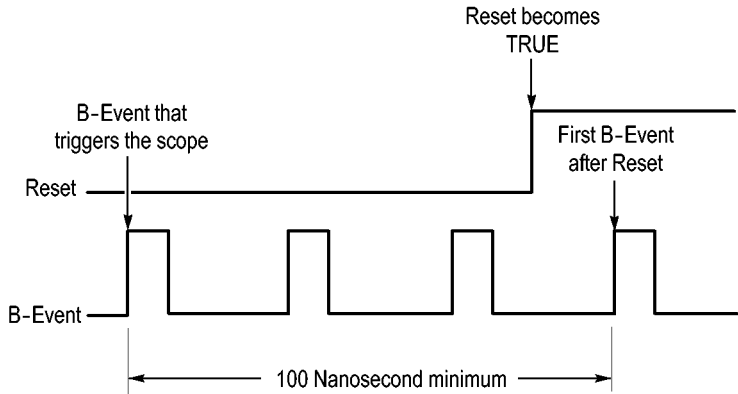 Reset becomes
TRUE
B-Event that
triggers the scope
First B-Event
after Reset
Reset
B-Event
100 Nanosecond minimum